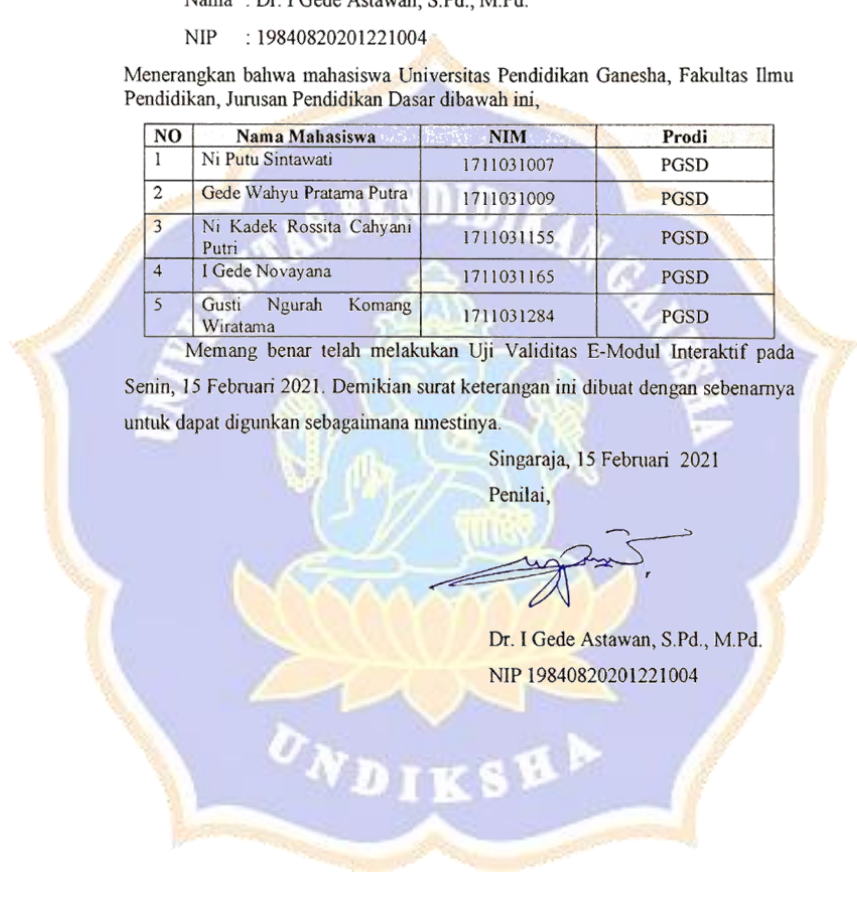 Nama : Dr. I Gede Astawan, S.Pd., M.Pd.
NIP : 19840820201221004
Menerangkan bahwa mahasiswa Universitas Pendidikan Ganesha, Fakultas Ilmu
Pendidikan, Jurusan Pendidikan Dasar dibawah ini,
NO Nama Mahasiswa NIM Prodi
1 Ni Putu Sintawati 1711031007 PGSD
2 Gede Wahyu Pratama Putra 1711031009 PGSD
3 Ni Kadek Rossita Cahyani
Putri 1711031155 PGSD
4 I Gede Novayana 1711031165 PGSD
5 Gusti Ngurah Komang
Wiratama 1711031284 PGSD
Memang benar telah melakukan Uji Validitas E-Modul Interaktif pada
Senin, 15 Februari 2021. Demikian surat keterangan ini dibuat dengan sebenarnya
untuk dapat digunkan sebagaimana nmestinya.
Singaraja, 15 Februari 2021
Penilai,
Dr. I Gede Astawan, S.Pd., M.Pd.
NIP 19840820201221004
UNIVERSITAS PENDIDIKAN GANESHA
UNDIKSHA